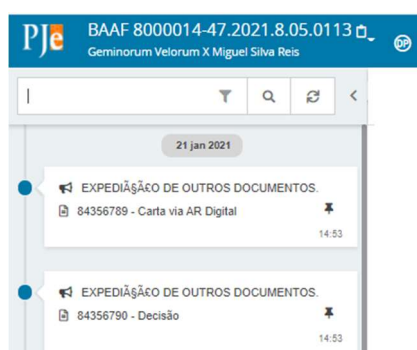 PJe
BAAF 8000014-47.2021.8.05.0113
Geminorum Velorum X Miguel Silva Reis
DP
21 jan 2021
EXPEDIÃ§Ã£O DE OUTROS DOCUMENTOS.
84356789 - Carta via AR Digital
14:53
EXPEDIÃ§Ã£O DE OUTROS DOCUMENTOS.
84356790 - Decisão
14:53